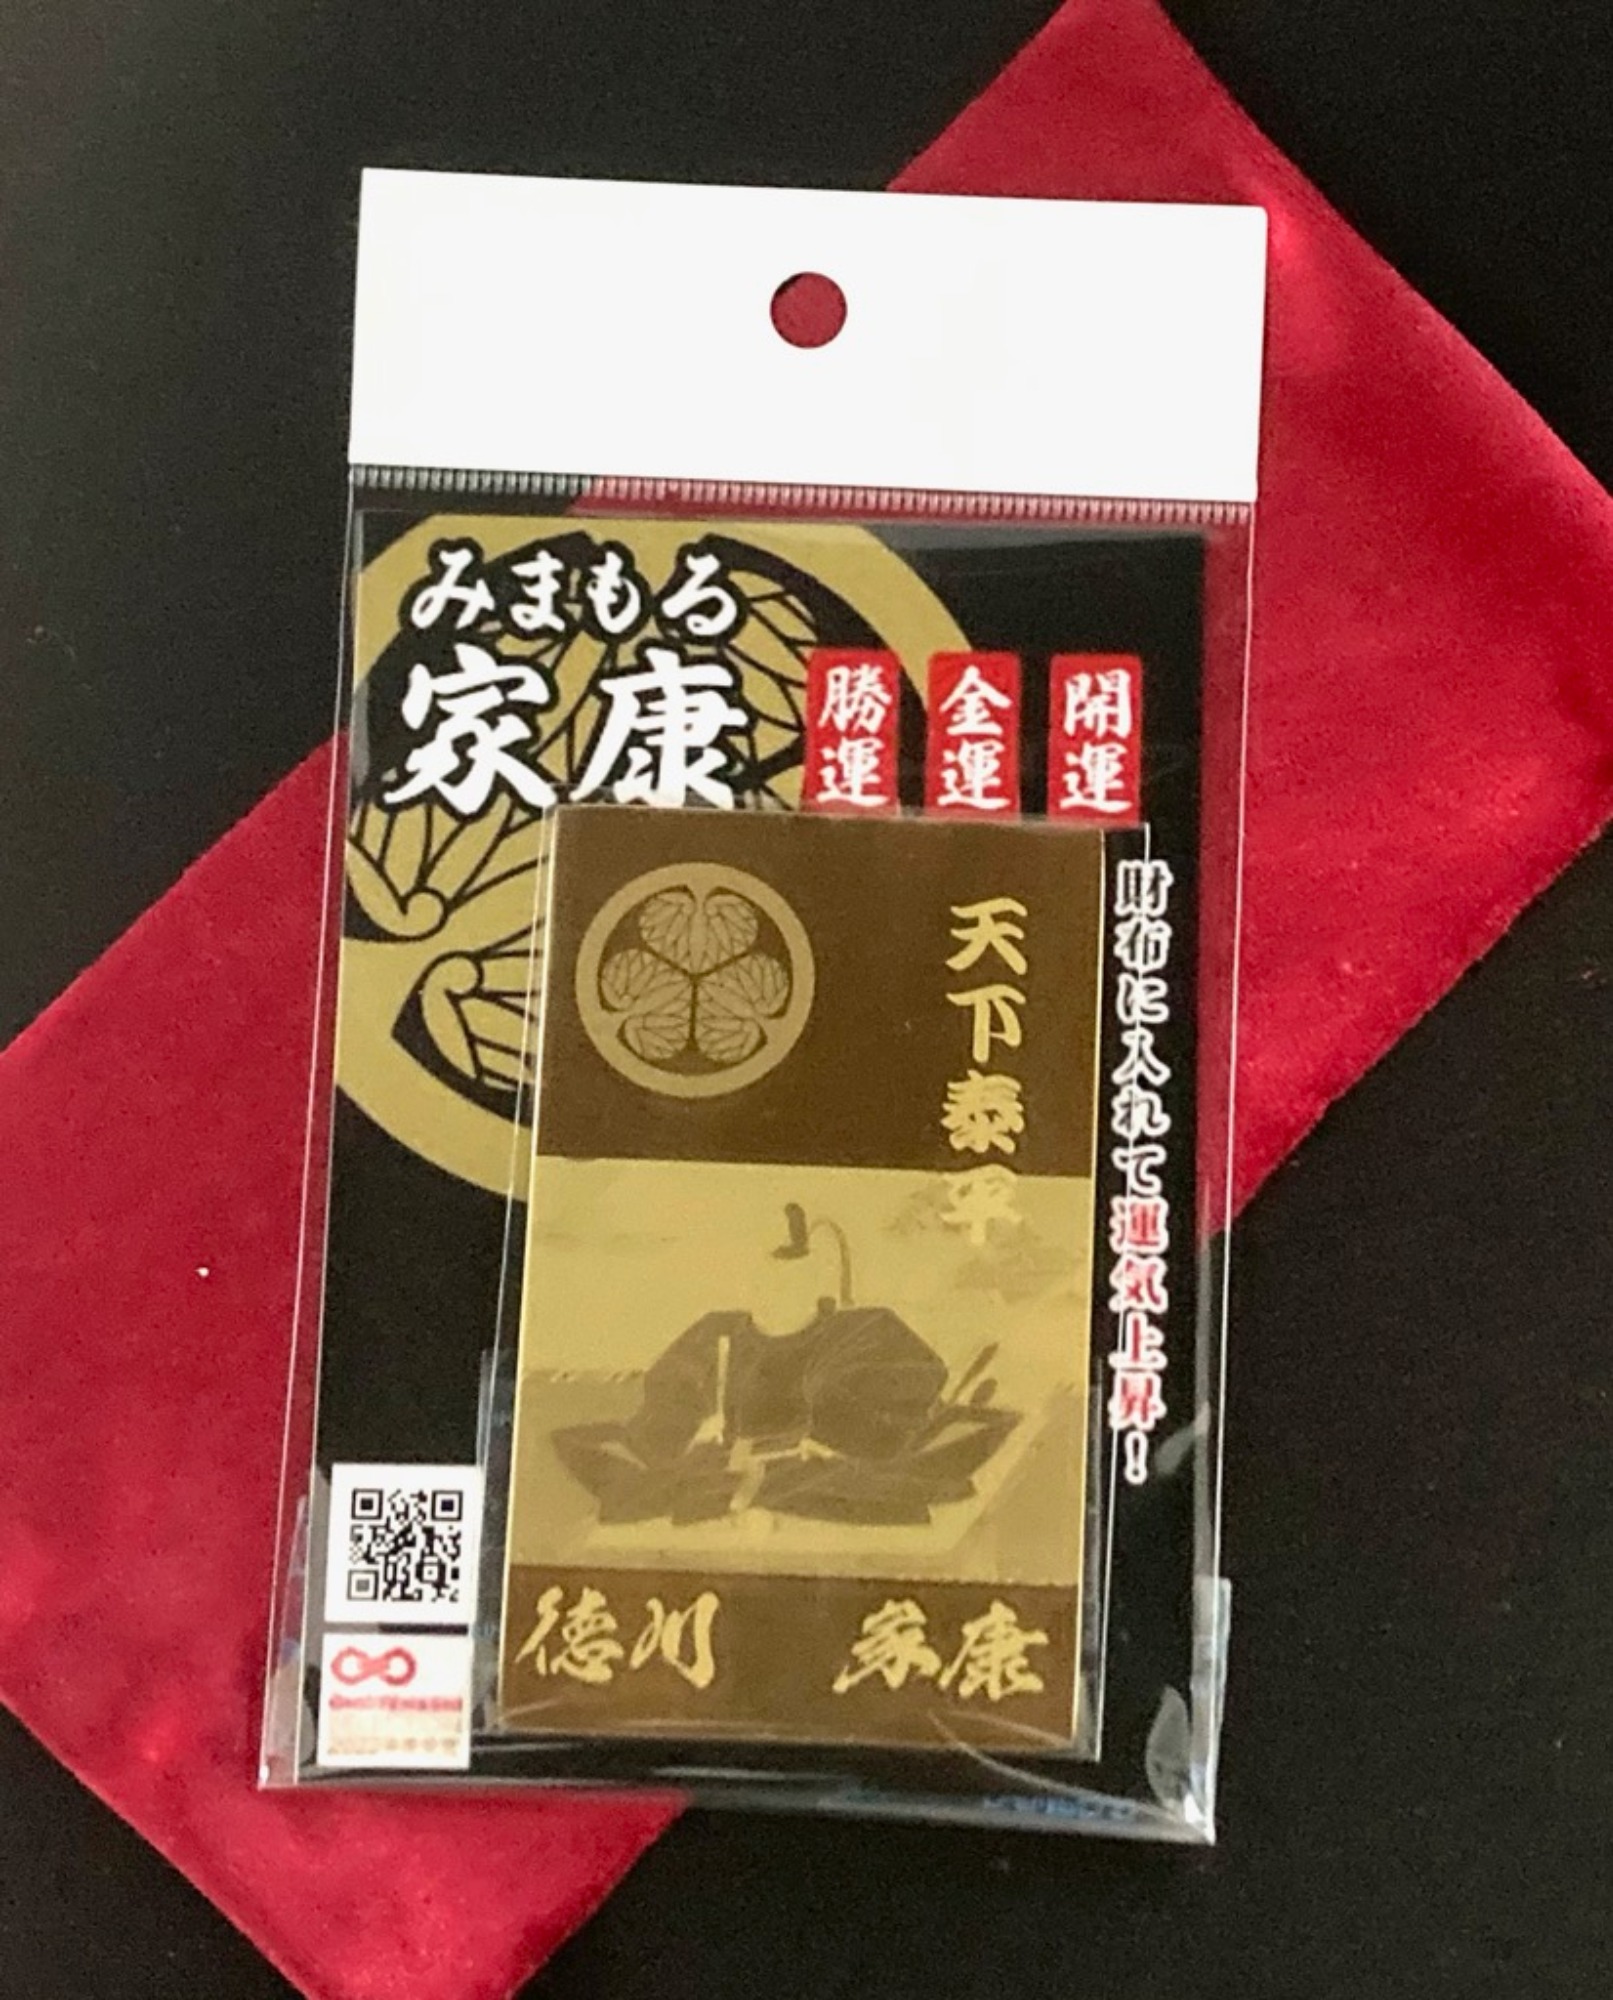 みまもる
家康
開運
金運
勝運
財布に入れて運気上昇!
天下泰平
徳川 家康